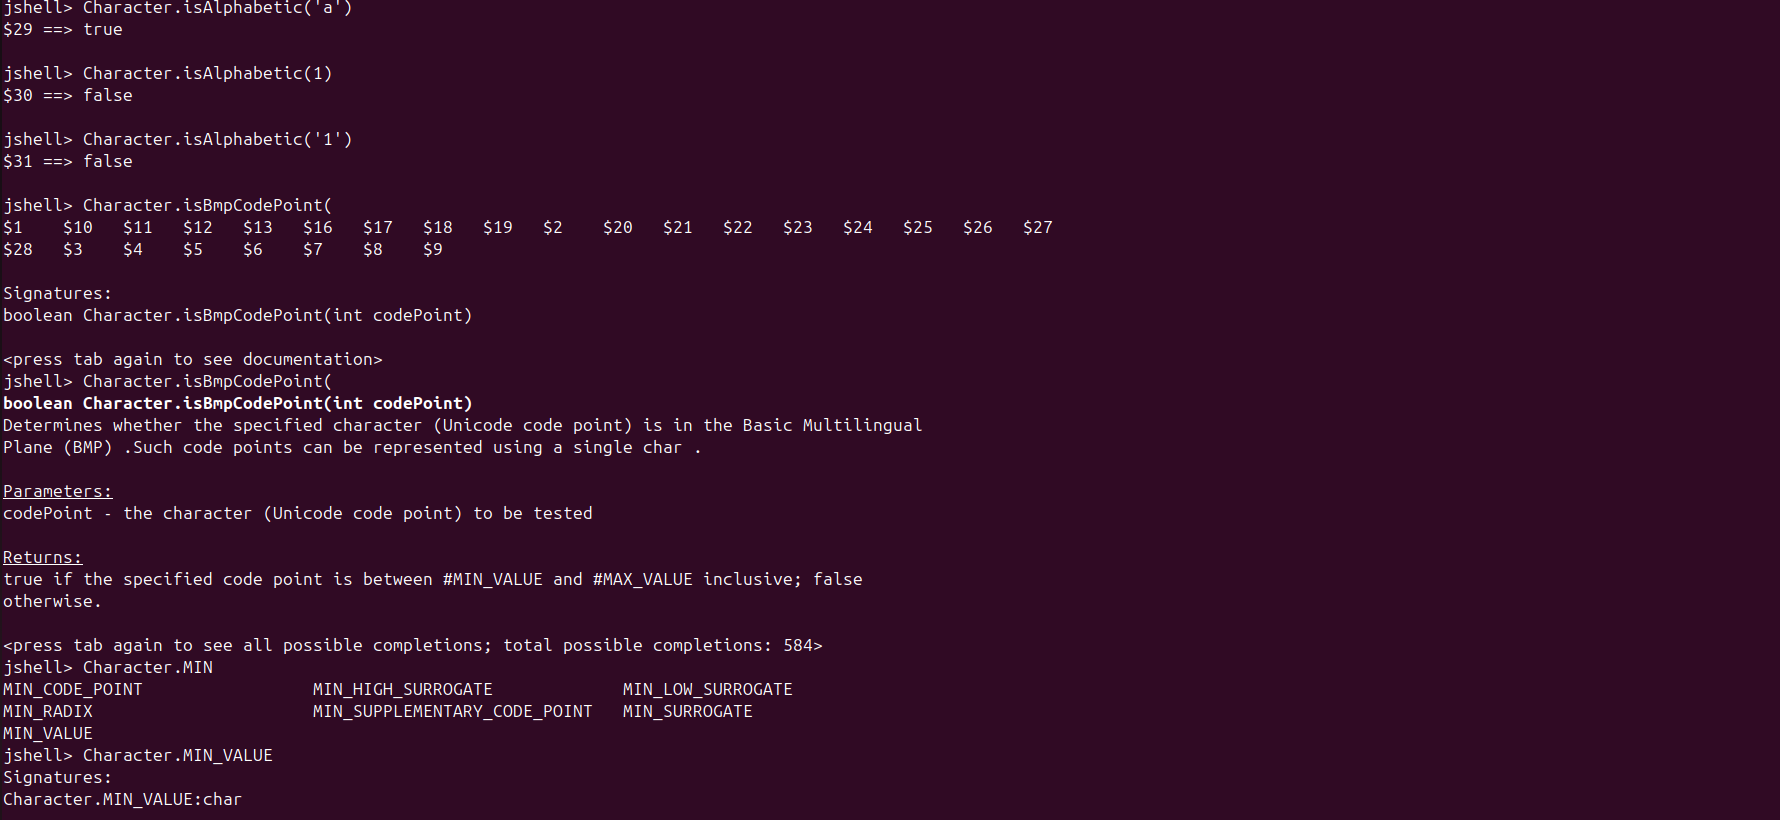 jshell> Character.isAlphabetic('a')
$29 ==> true
jshell> Character.isAlphabetic(1)
$30 ==> false
jshell> Character.isAlphabetic('1')
$31 ==> false
jshell> Character.isBmpCodePoint(
$1    $10   $11   $12   $13   $16   $17   $18   $19   $2    $20   $21   $22   $23   $24   $25   $26   $27
$28   $3    $4    $5    $6    $7    $8    $9
Signatures:
boolean Character.isBmpCodePoint(int codePoint)
<press tab again to see documentation>
jshell> Character.isBmpCodePoint(
boolean Character.isBmpCodePoint(int codePoint)
Determines whether the specified character (Unicode code point) is in the Basic Multilingual
Plane (BMP) .Such code points can be represented using a single char .
Parameters:
codePoint - the character (Unicode code point) to be tested
Returns:
true if the specified code point is between #MIN_VALUE and #MAX_VALUE inclusive; false
otherwise.
<press tab again to see all possible completions; total possible completions: 584>
jshell> Character.MIN
MIN_CODE_POINT                 MIN_HIGH_SURROGATE             MIN_LOW_SURROGATE
MIN_RADIX                      MIN_SUPPLEMENTARY_CODE_POINT   MIN_SURROGATE
MIN_VALUE
jshell> Character.MIN_VALUE
Signatures:
Character.MIN_VALUE:char